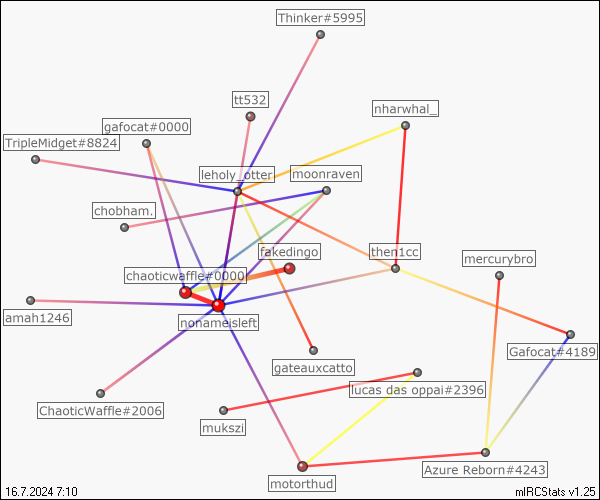 Thinker#5995
tt532
nharwhal_
gafocat#0000
TripleMidget#8824
leholy_otter
moonraven
chobham.
fakedingo
then1cc
mercurybro
chaoticwaffle#0000
nonameisleft
amah1246
Gafocat#4189
gateauxcatto
lucas das oppai#2396
ChaoticWaffle#2006
mukszi
Azure Reborn#4243
motorthud
16.7.2024 7:10
mIRCStats v1.25